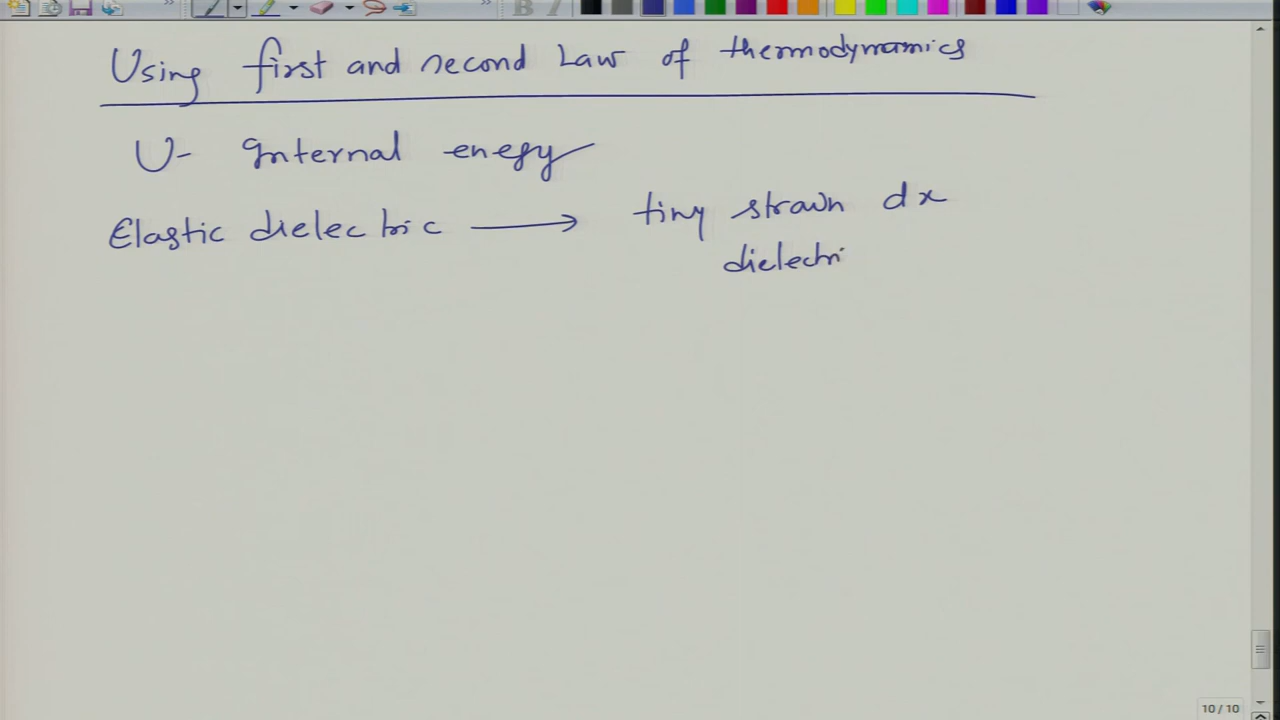 Using first and second Law of thermodynamics
U- Internal enegy
Elastic dielectric → tiny strain dx
dielectri
10 / 10